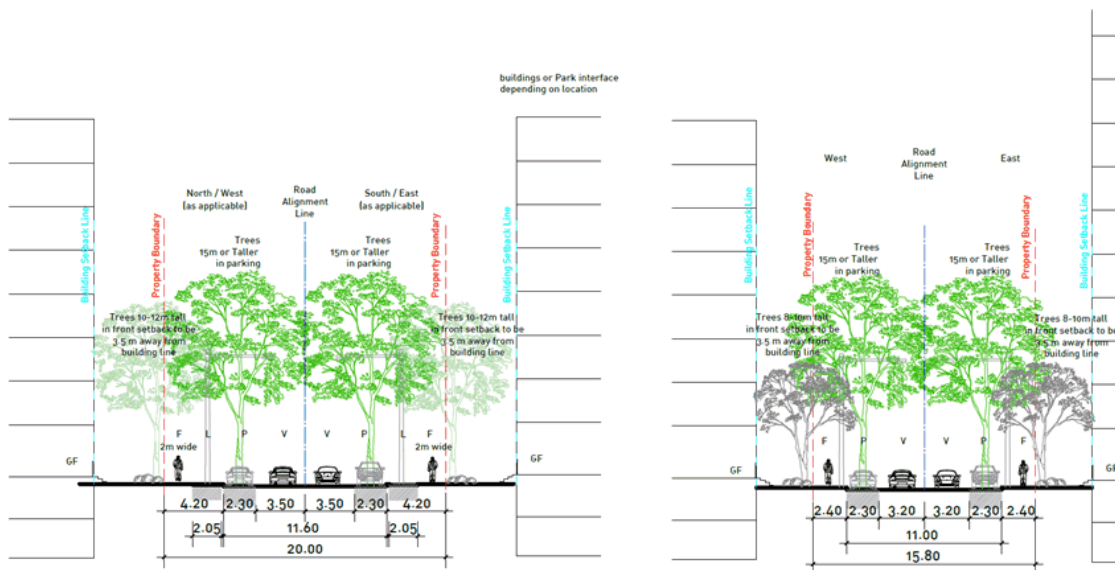 buildings or Park interface
depending on location
North / West
(as applicable)
Road
Alignment
Line
South / East
(as applicable)
Building Setback Line
Property Boundary
Trees
15m or Taller
in parking
Trees
15m or Taller
in parking
Property Boundary
Building Setback Line
Trees 10-12m tall
in front setback to be
3.5 m away from
building line
Trees 10-12m tall
in front setback to be
3.5 m away from
building line
F L P V V P L F
2m wide
2m wide
GF
GF
4.20 2.30 3.50 3.50 2.30 4.20
2.05 11.60 2.05
20.00
West
Road
Alignment
Line
East
Building Setback Line
Property Boundary
Trees
15m or Taller
in parking
Trees
15m or Taller
in parking
Property Boundary
Building Setback Line
Trees 8-10m tall
in front setback to be
3.5 m away from
building line
Trees 8-10m tall
in front setback to be
3.5 m away from
building line
F P V V P F
GF
GF
2.40 2.30 3.20 3.20 2.30 2.40
11.00
15.80